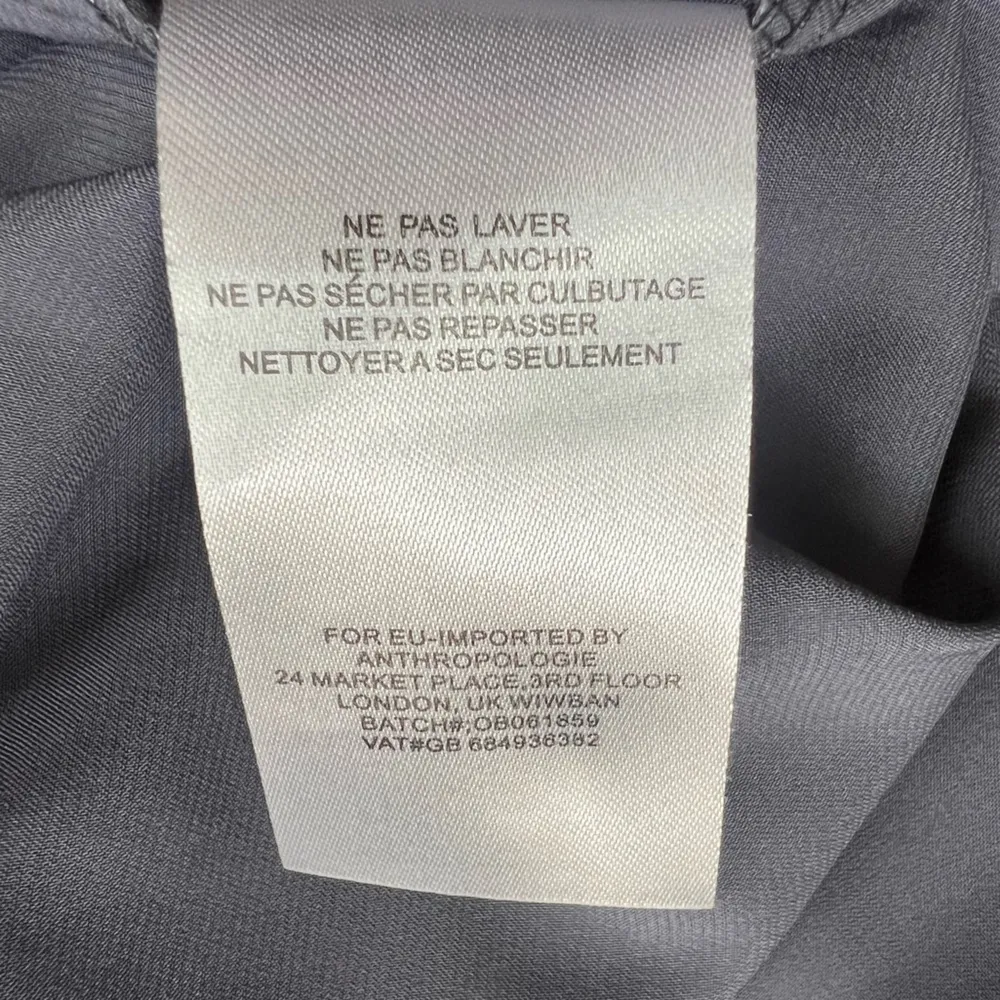 NE PAS LAVER
NE PAS BLANCHIR
NE PAS SÉCHER PAR CULBUTAGE
NE PAS REPASSER
NETTOYER A SEC SEULEMENT
FOR EU-IMPORTED BY
ANTHROPOLOGIE
24 MARKET PLACE, 3RD FLOOR
LONDON, UK WIWBAN
BATCH#;OB061859
VAT#GB 684936382